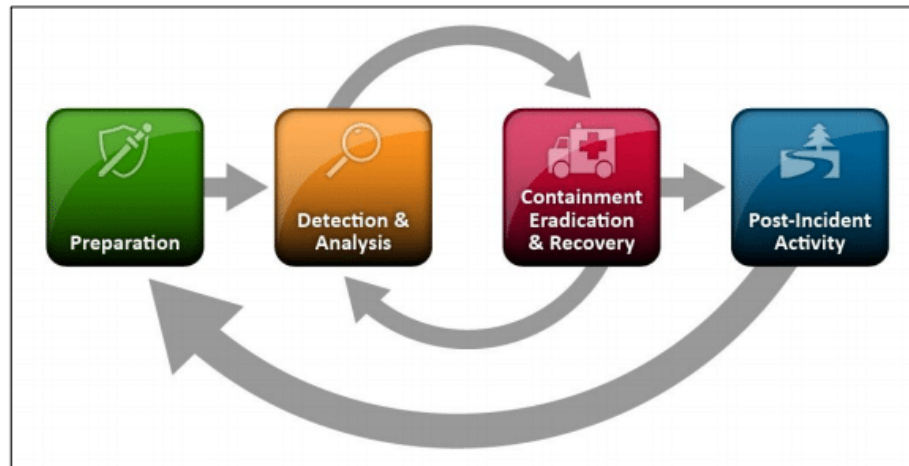 Preparation
Detection &
Analysis
Containment
Eradication
& Recovery
Post-Incident
Activity